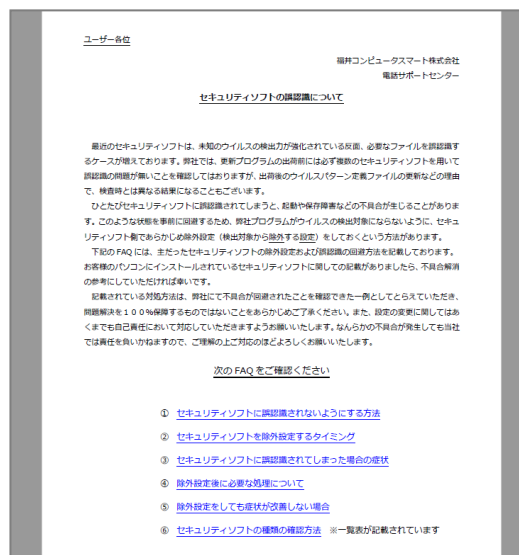 ユーザー各位
福井コンピュータスマート株式会社
電話サポートセンター
セキュリティソフトの誤認識について
最近のセキュリティソフトは、未知のウイルスの検出力が強化されている反面、必要なファイルを誤認識す
るケースが増えております。弊社では、更新プログラムの出荷前には必ず複数のセキュリティソフトを用いて
誤認識の問題が無いことを確認しておりますが、出荷後のウイルスパターン定義ファイルの更新などの理由
で、検査時とは異なる結果になることもございます。
ひとたびセキュリティソフトに誤認識されてしまうと、起動や保存障害などの不具合が生じることがありま
す。このような状態を事前に回避するため、弊社プログラムがウイルスの検出対象にならないように、セキュ
リティソフト側であらかじめ除外設定（検出対象から除外する設定）をしておくという方法があります。
下記の FAQ には、主だったセキュリティソフトの除外設定および誤認識の回避方法を記載しております。
お客様のパソコンにインストールされているセキュリティソフトに関しての記載がありましたら、不具合解消
の参考にしていただければ幸いです。
記載されている対処方法は、弊社にて不具合が回避されたことを確認できた一例としてとらえていただき、
問題解決を１００％保障するものではないことをあらかじめご了承ください。また、設定の変更に関してはあ
くまでも自己責任において対応していただきますようお願いいたします。なんらかの不具合が発生しても当社
では責任を負いかねますので、ご理解の上ご対応のほどよろしくお願いいたします。
次の FAQ をご確認ください
① セキュリティソフトに誤認識されないようにする方法
② セキュリティソフトを除外設定するタイミング
③ セキュリティソフトに誤認識されてしまった場合の症状
④ 除外設定後に必要な処理について
⑤ 除外設定をしても症状が改善しない場合
⑥ セキュリティソフトの種類の確認方法 ※一覧表が記載されています